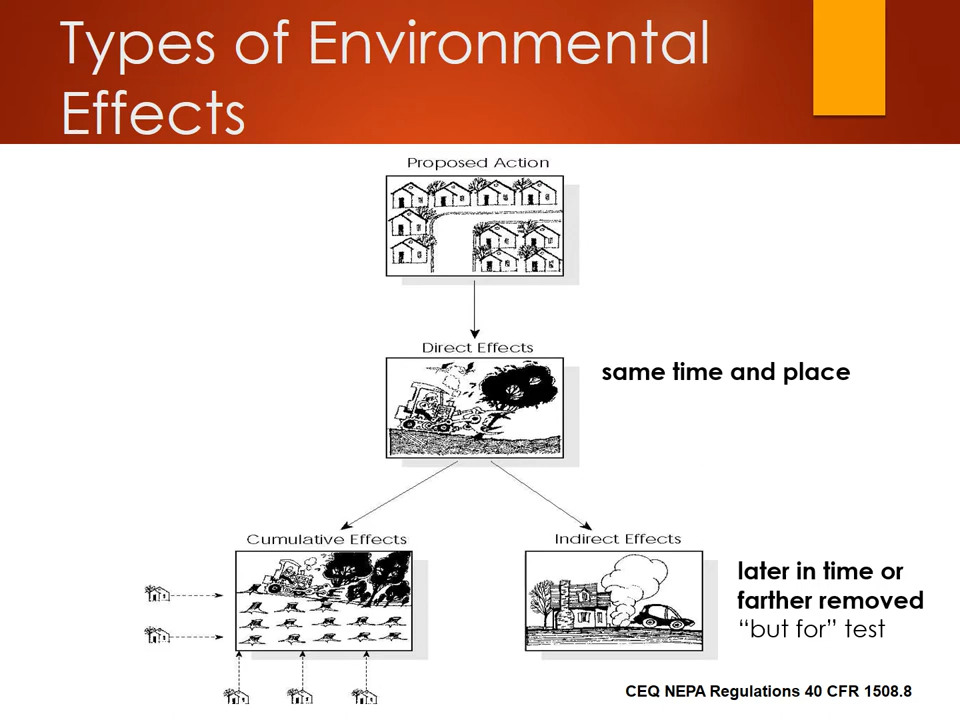 Types of Environmental
Effects
Proposed Action
Direct Effects
same time and place
Cumulative Effects
Indirect Effects
later in time or
farther removed
“but for” test
CEQ NEPA Regulations 40 CFR 1508.8